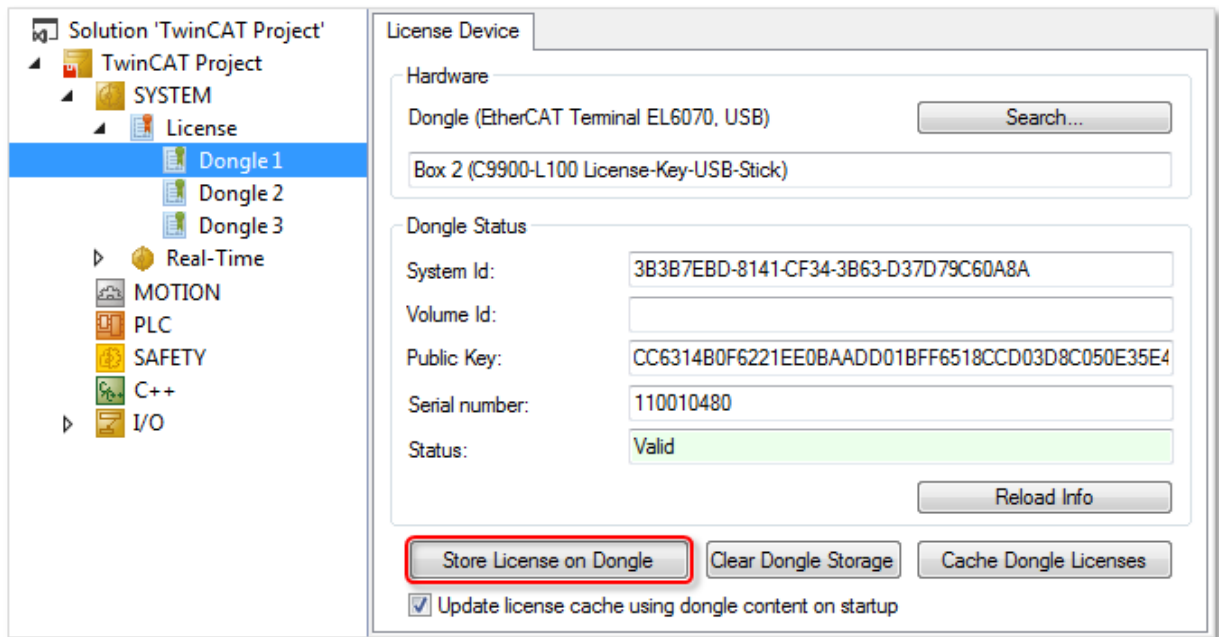 Solution 'TwinCAT Project'
TwinCAT Project
SYSTEM
License
Dongle 1
Dongle 2
Dongle 3
Real-Time
MOTION
PLC
SAFETY
C++
I/O
License Device
Hardware
Dongle (EtherCAT Terminal EL6070, USB)
Search...
Box 2 (C9900-L100 License-Key-USB-Stick)
Dongle Status
System Id: 3B3B7EBD-8141-CF34-3B63-D37D79C60A8A
Volume Id:
Public Key: CC6314B0F6221EE0BAADD01BFF6518CCD03D8C050E35E4
Serial number: 110010480
Status: Valid
Reload Info
Store License on Dongle Clear Dongle Storage Cache Dongle Licenses
Update license cache using dongle content on startup